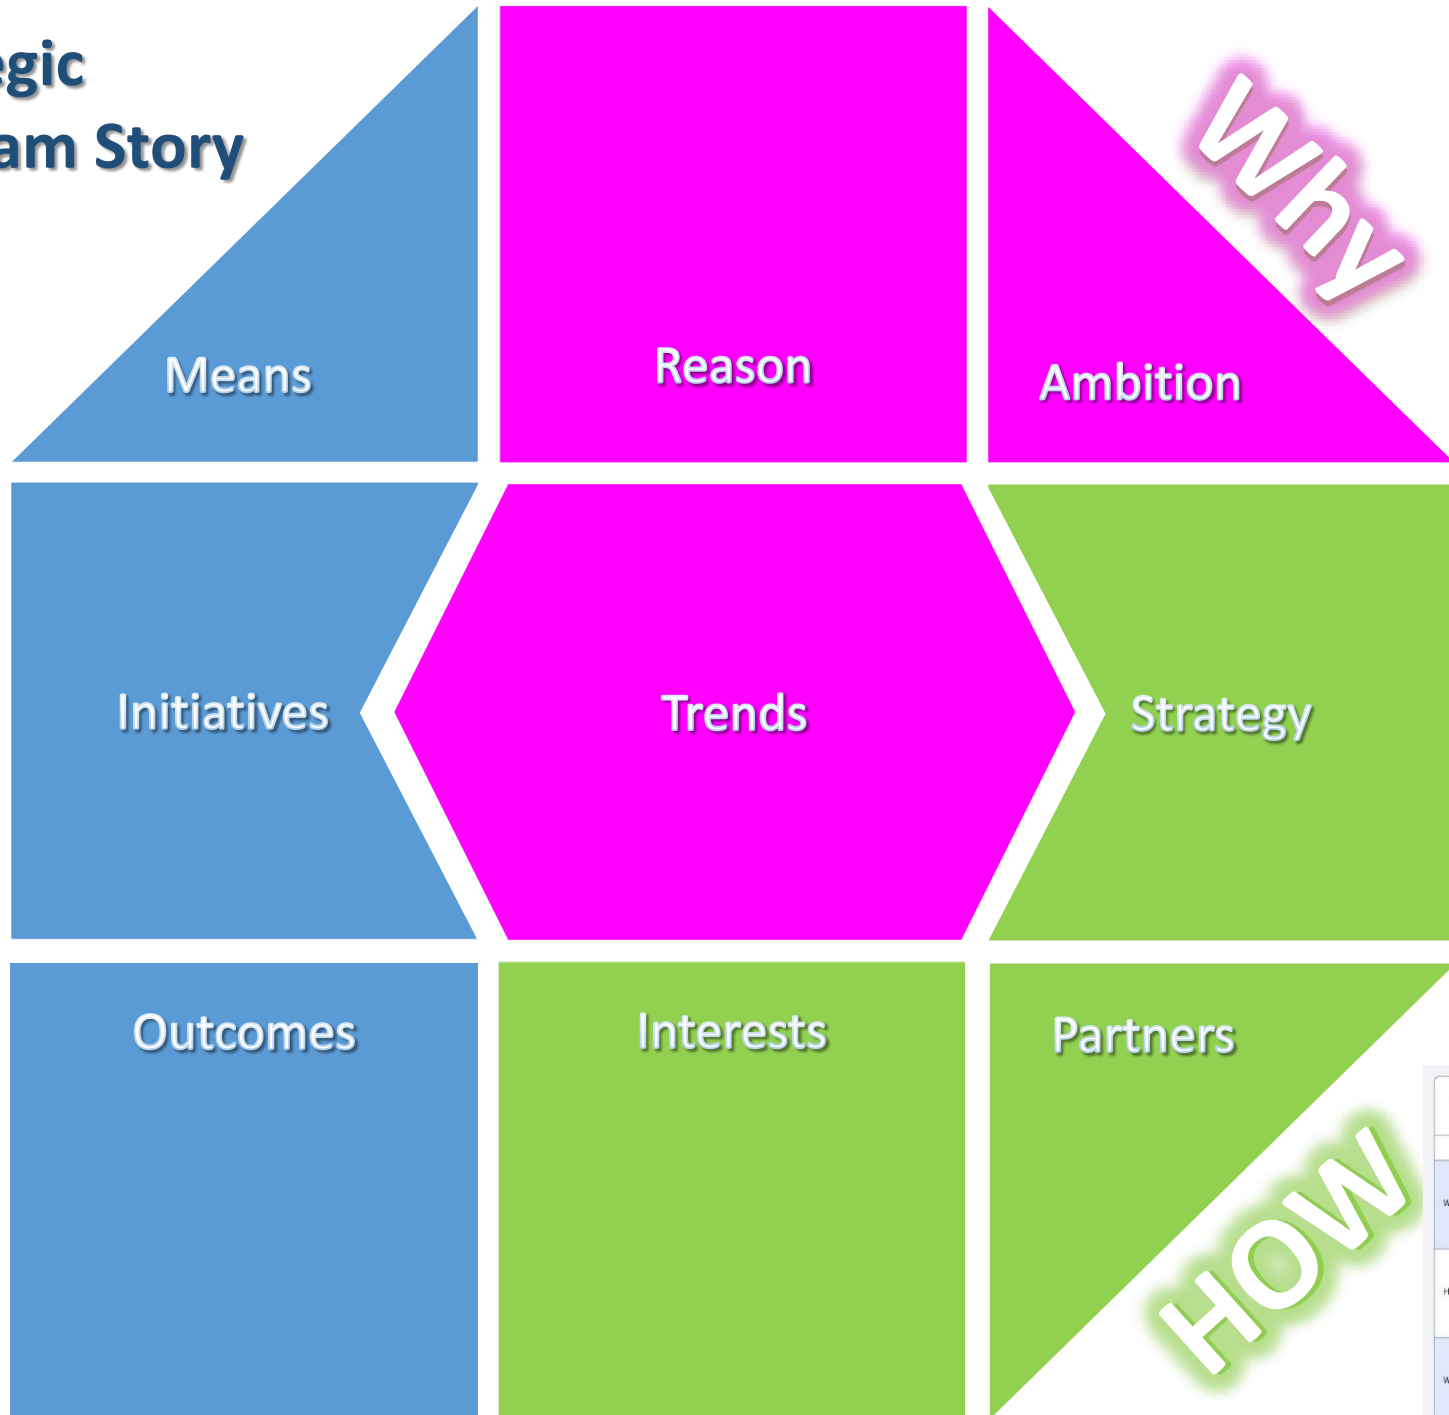 egic
am Story
Why
Means
Reason
Ambition
Initiatives
Trends
Strategy
Outcomes
Interests
Partners
HOW